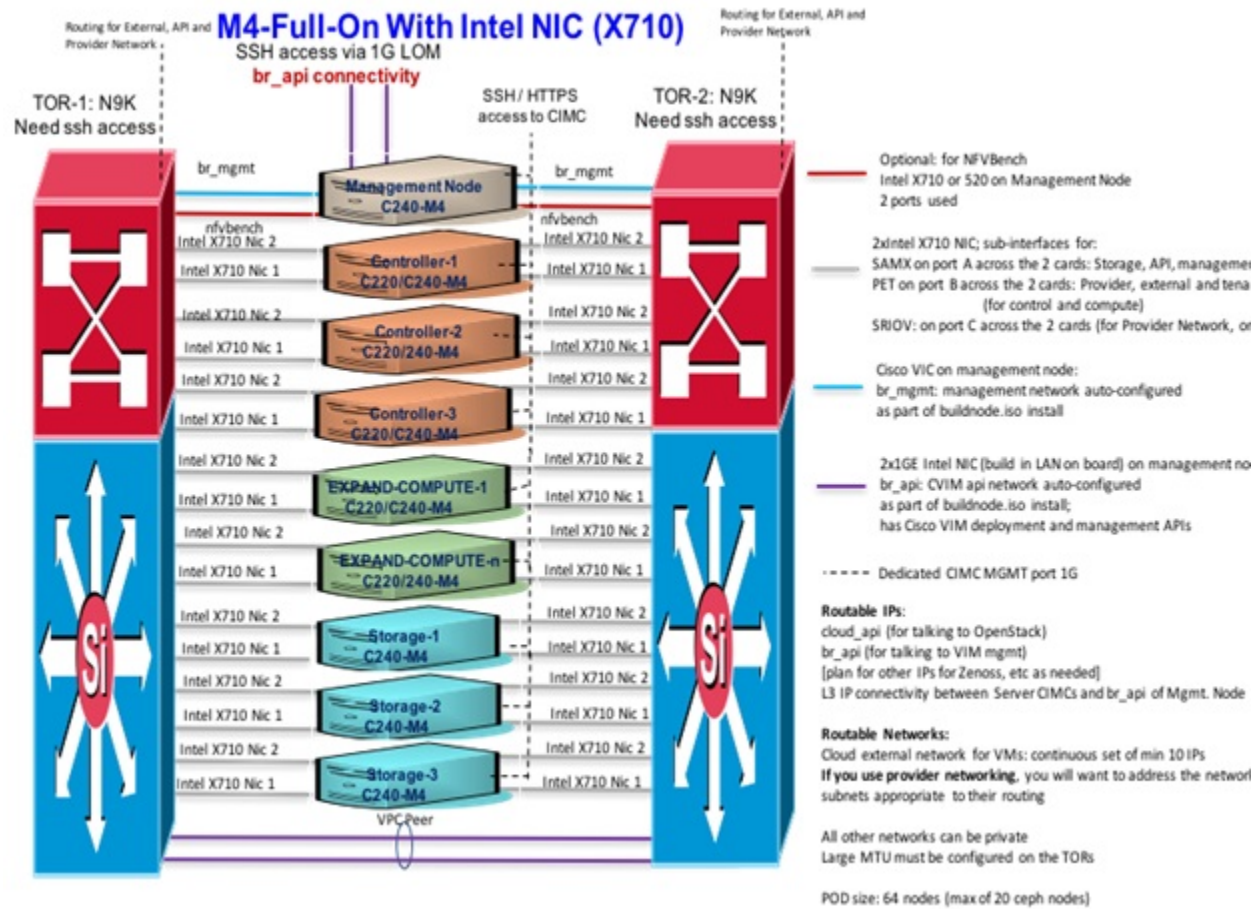 Routing for External, API and
Provider Network
M4-Full-On With Intel NIC (X710)
Routing for External, API and
Provider Network
SSH access via 1G LOM
br_api connectivity
TOR-1: N9K
Need ssh access
SSH / HTTPS
access to CIMC
TOR-2: N9K
Need ssh access
br_mgmt
br_mgmt
Management Node
C240-M4
nfvbench
nfvbench
Intel X710 Nic 2
Intel X710 Nic 2
Controller-1
C220/C240-M4
Intel X710 Nic 1
Intel X710 Nic 1
Intel X710 Nic 2
Intel X710 Nic 2
Controller-2
C220/240-M4
Intel X710 Nic 1
Intel X710 Nic 1
Intel X710 Nic 2
Intel X710 Nic 2
Controller-3
C220/C240-M4
Intel X710 Nic 1
Intel X710 Nic 1
Intel X710 Nic 2
Intel X710 Nic 2
EXPAND-COMPUTE-1
C220/C240-M4
Intel X710 Nic 1
Intel X710 Nic 1
Intel X710 Nic 2
Intel X710 Nic 2
EXPAND-COMPUTE-n
C220/240-M4
Intel X710 Nic 1
Intel X710 Nic 1
Intel X710 Nic 2
Intel X710 Nic 2
Storage-1
C240-M4
Intel X710 Nic 1
Intel X710 Nic 1
Intel X710 Nic 2
Intel X710 Nic 2
Storage-2
C240-M4
Intel X710 Nic 1
Intel X710 Nic 1
Intel X710 Nic 2
Intel X710 Nic 2
Storage-3
C240-M4
Intel X710 Nic 1
Intel X710 Nic 1
VPC Peer
Si
Si
Optional: for NFVBench
Intel X710 or 520 on Management Node
2 ports used
2xIntel X710 NIC; sub-interfaces for:
SAMX on port A across the 2 cards: Storage, API, management
PET on port B across the 2 cards: Provider, external and tena
(for control and compute)
SRIOV: on port C across the 2 cards (for Provider Network, on
Cisco VIC on management node:
br_mgmt: management network auto-configured
as part of buildnode.iso install
2x1GE Intel NIC (build in LAN on board) on management nod
br_api: CVIM api network auto-configured
as part of buildnode.iso install;
has Cisco VIM deployment and management APIs
Dedicated CIMC MGMT port 1G
Routable IPs:
cloud_api (for talking to OpenStack)
br_api (for talking to VIM mgmt)
[plan for other IPs for Zenoss, etc as needed]
L3 IP connectivity between Server CIMCs and br_api of Mgmt. Node
Routable Networks:
Cloud external network for VMs: continuous set of min 10 IPs
If you use provider networking, you will want to address the network
subnets appropriate to their routing
All other networks can be private
Large MTU must be configured on the TORs
POD size: 64 nodes (max of 20 ceph nodes)